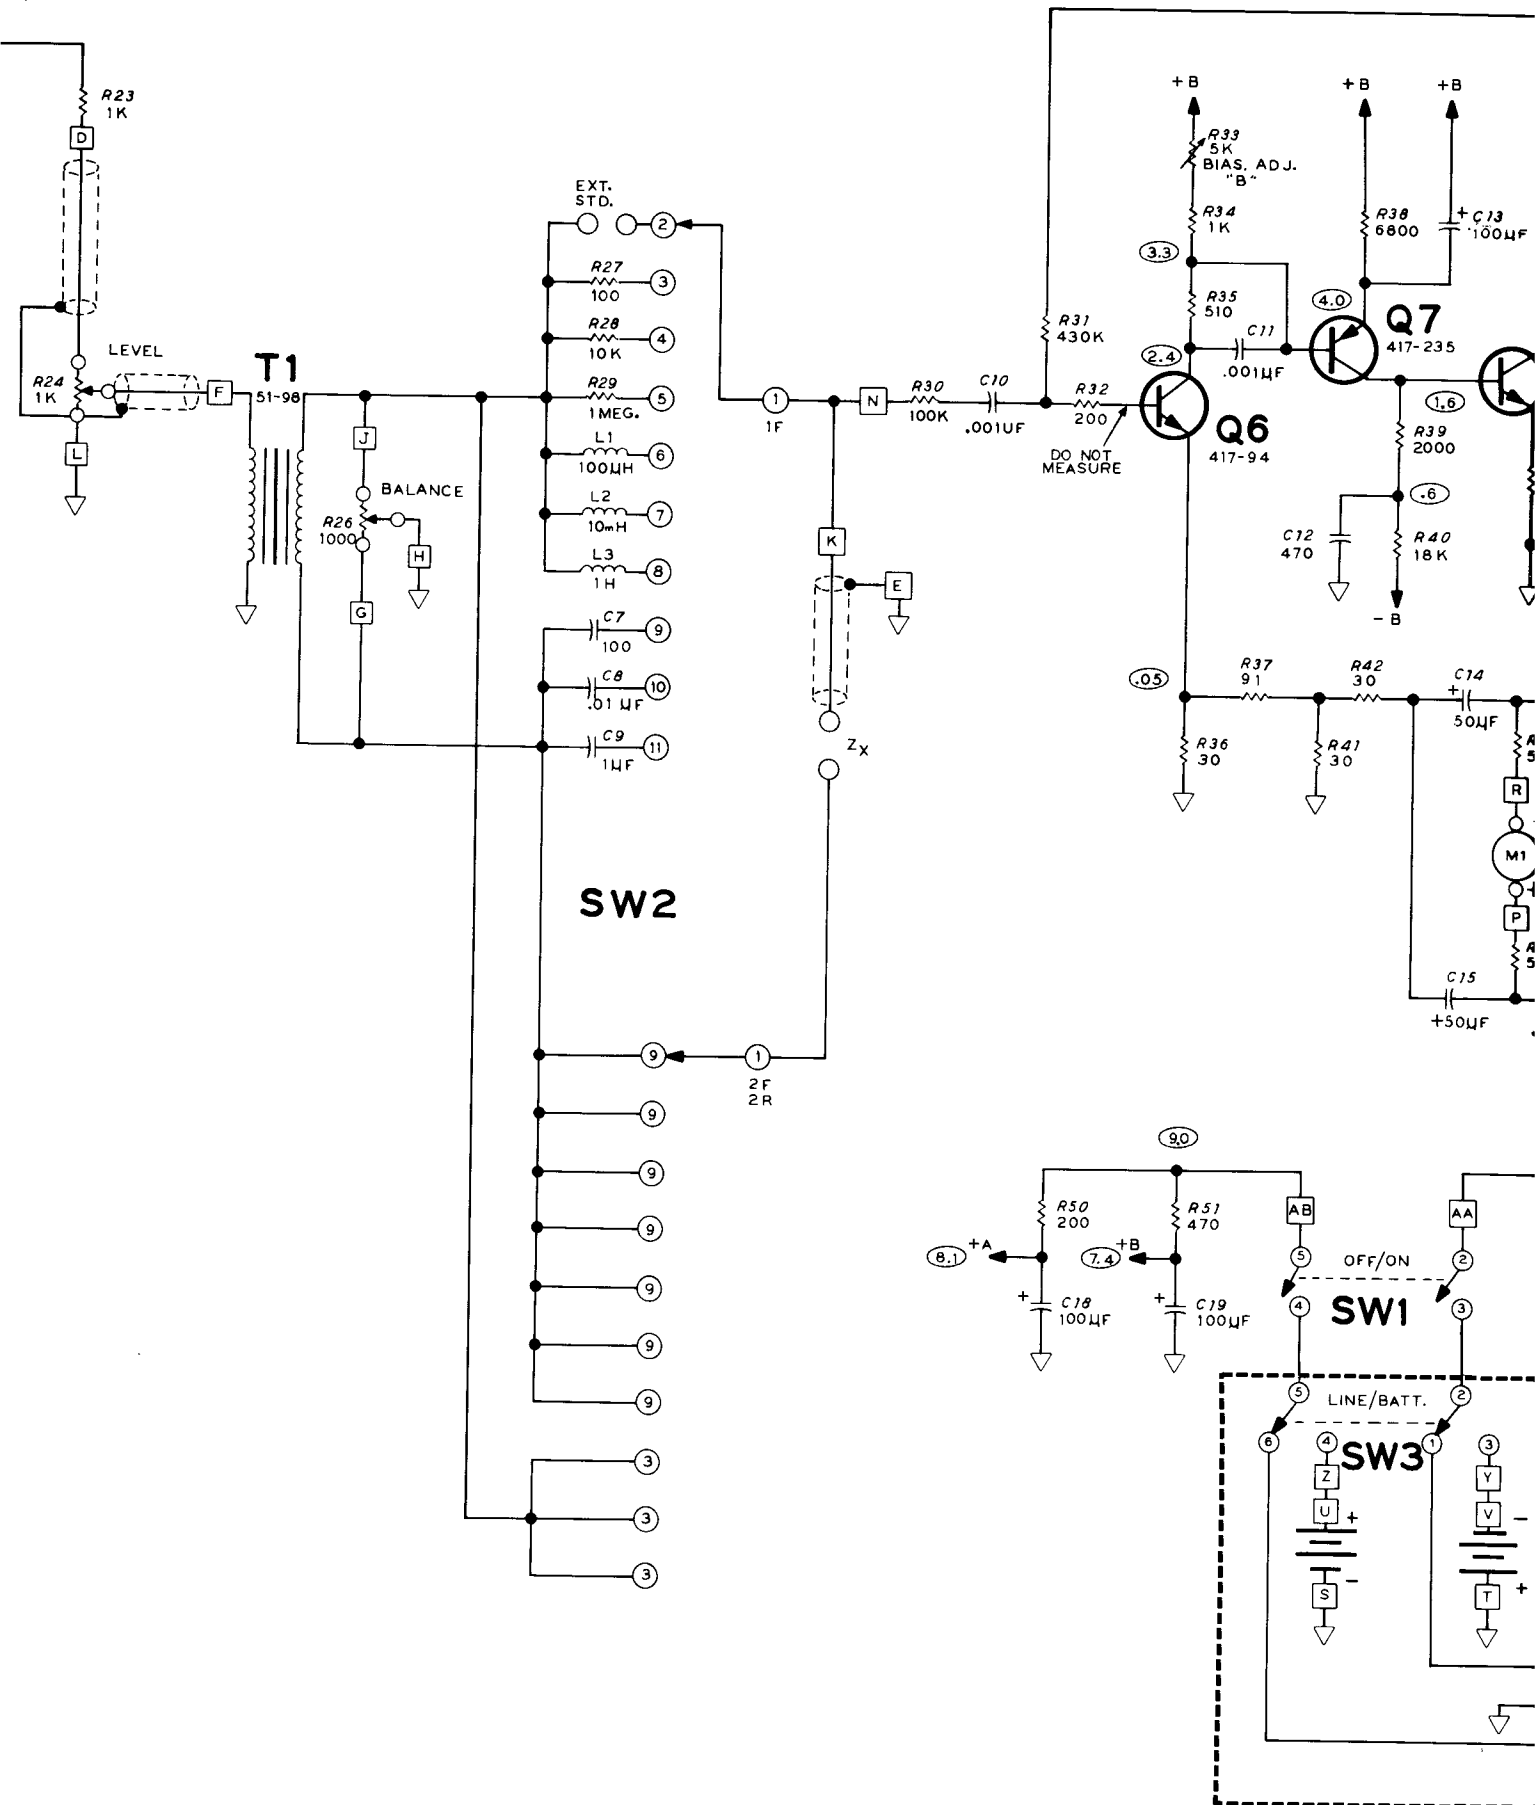 R23
1K
D
LEVEL
R24
1K
L
F
T1
51-98
J
BALANCE
R26
1000
H
G
EXT.
STD.
2
R27
100
3
R28
10K
4
R29
1MEG.
5
L1
100µH
6
L2
10mH
7
L3
1H
8
C7
100
9
C8
.01µF
10
C9
1µF
11
SW2
9
1
2F
2R
9
9
9
9
9
9
3
3
3
1
1F
N
K
E
Zx
R30
100K
C10
.001UF
R31
430K
R32
200
DO NOT
MEASURE
+B
R33
5K
BIAS. ADJ.
"B"
R34
1K
3.3
R35
510
2.4
C11
.001µF
Q6
417-94
+B
+B
R38
6800
+ C13
100µF
4.0
Q7
417-235
1.6
R39
2000
.6
C12
470
R40
18K
-B
.05
R37
91
R42
30
C14
+
50µF
R36
30
R41
30
R
M1
+
P
C15
+50µF
9.0
R50
200
R51
470
AB
AA
8.1
+A
7.4
+B
5
OFF/ON
2
+
C18
100µF
+
C19
100µF
4
SW1
3
5
LINE/BATT.
2
6
4
SW3
1
3
Z
Y
U
+
V
-
S
-
T
+